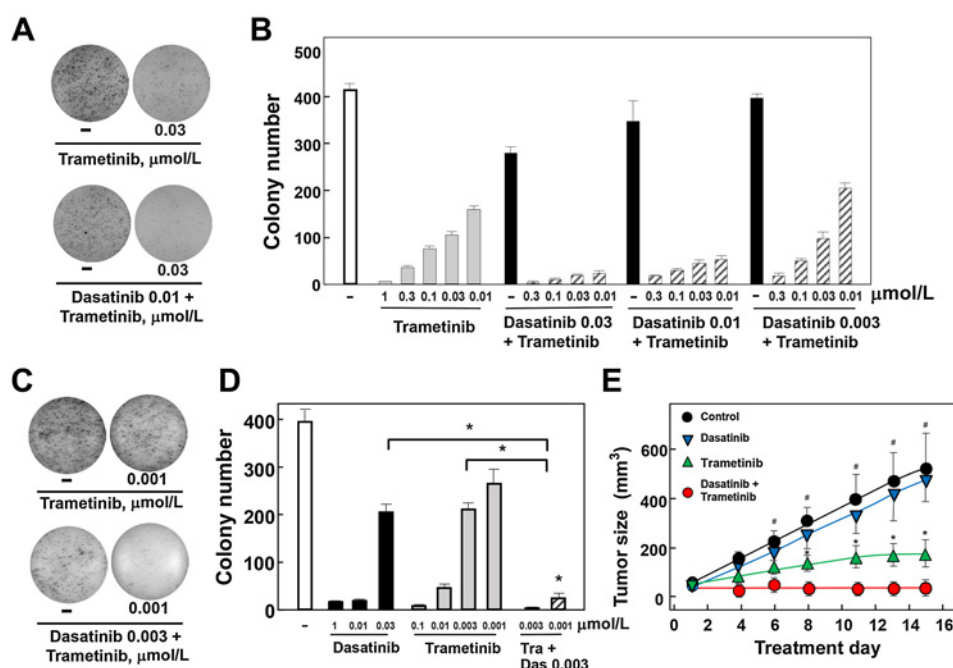 A
–
0.03
Trametinib, μmol/L
–
0.03
Dasatinib 0.01 +
Trametinib, μmol/L
B
Colony number
500
400
300
200
100
0
– 1 0.3 0.1 0.03 0.01 – 0.3 0.1 0.03 0.01 – 0.3 0.1 0.03 0.01 – 0.3 0.1 0.03 0.01 μmol/L
Trametinib
Dasatinib 0.03
+ Trametinib
Dasatinib 0.01
+ Trametinib
Dasatinib 0.003
+ Trametinib
C
–
0.001
Trametinib, μmol/L
–
0.001
Dasatinib 0.003 +
Trametinib, μmol/L
D
Colony number
400
300
200
100
0
*
*
*
– 1 0.01 0.03 0.1 0.01 0.003 0.001 0.003 0.001 μmol/L
Dasatinib
Trametinib
Tra +
Das 0.003
E
Tumor size (mm³)
600
400
200
0
Control
Dasatinib
Trametinib
Dasatinib +
Trametinib
# # # # #
* * * *
0 2 4 6 8 10 12 14 16
Treatment day